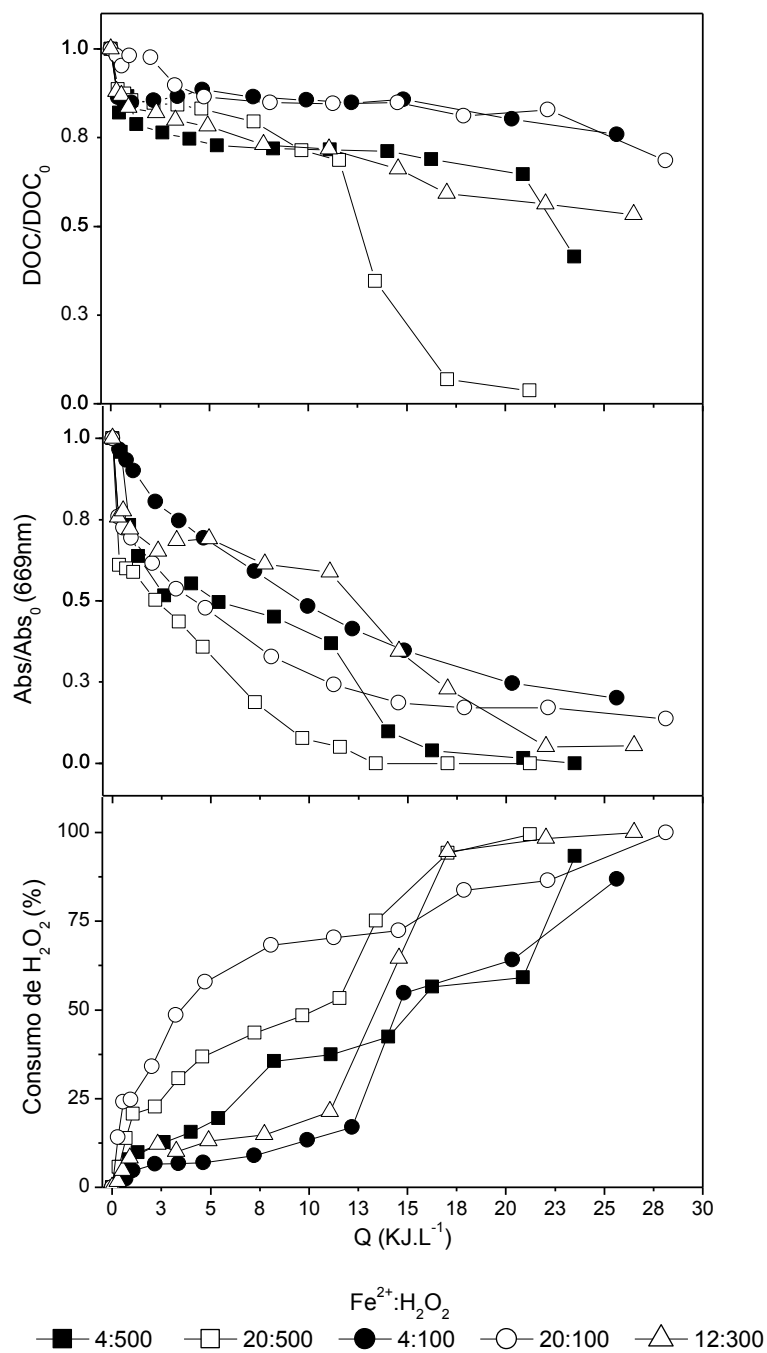 1.0
0.8
0.5
0.3
0.0
DOC/DOC₀
1.0
0.8
0.5
0.3
0.0
Abs/Abs₀ (669nm)
100
75
50
25
0
Consumo de H₂O₂ (%)
0 3 5 8 10 13 15 18 20 23 25 28 30
Q (KJ.L⁻¹)
Fe²⁺:H₂O₂
4:500 20:500 4:100 20:100 12:300